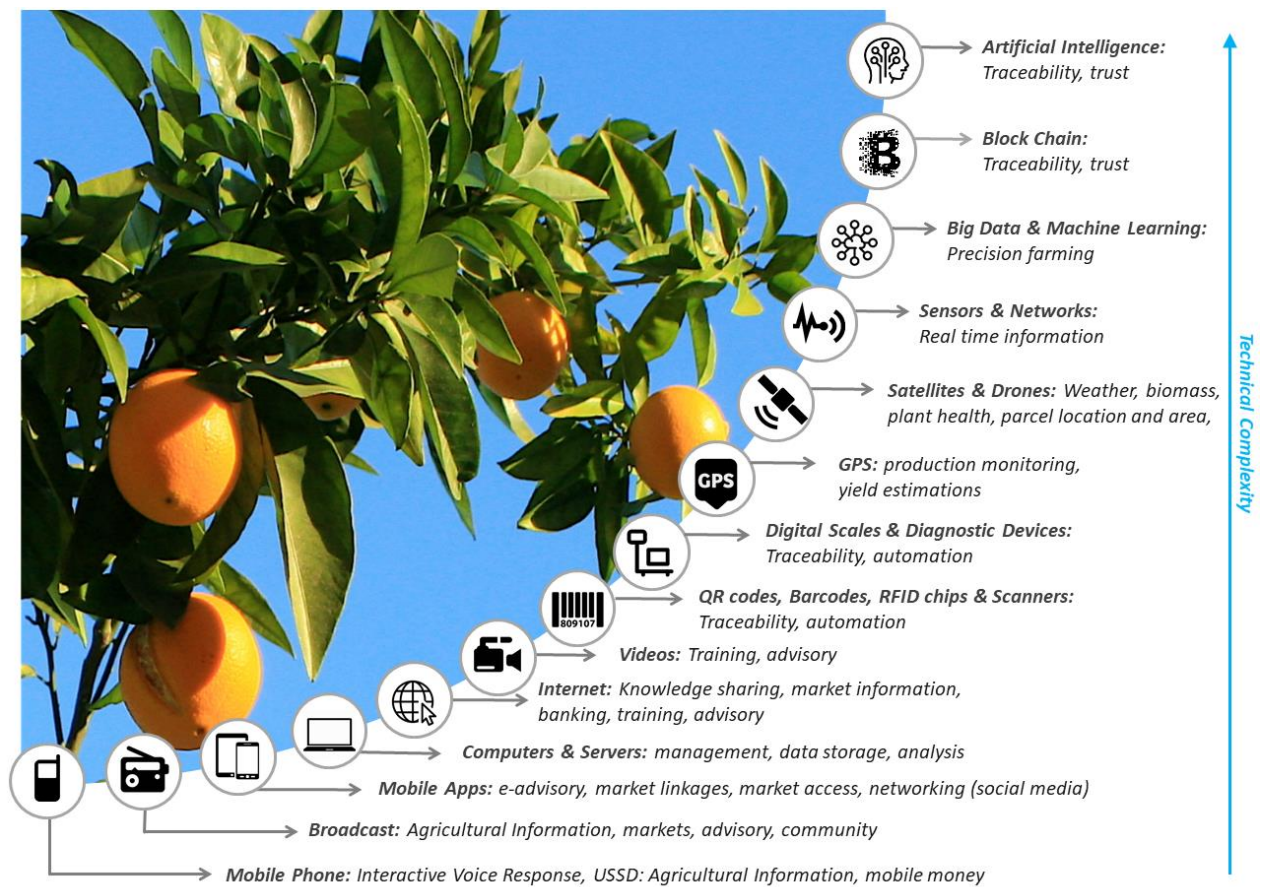 Artificial Intelligence:
Traceability, trust
Block Chain:
Traceability, trust
Big Data & Machine Learning:
Precision farming
Sensors & Networks:
Real time information
Satellites & Drones: Weather, biomass,
plant health, parcel location and area,
GPS
GPS: production monitoring,
yield estimations
Digital Scales & Diagnostic Devices:
Traceability, automation
809107
QR codes, Barcodes, RFID chips & Scanners:
Traceability, automation
Videos: Training, advisory
Internet: Knowledge sharing, market information,
banking, training, advisory
Computers & Servers: management, data storage, analysis
Mobile Apps: e-advisory, market linkages, market access, networking (social media)
Broadcast: Agricultural Information, markets, advisory, community
Mobile Phone: Interactive Voice Response, USSD: Agricultural Information, mobile money
Technical Complexity